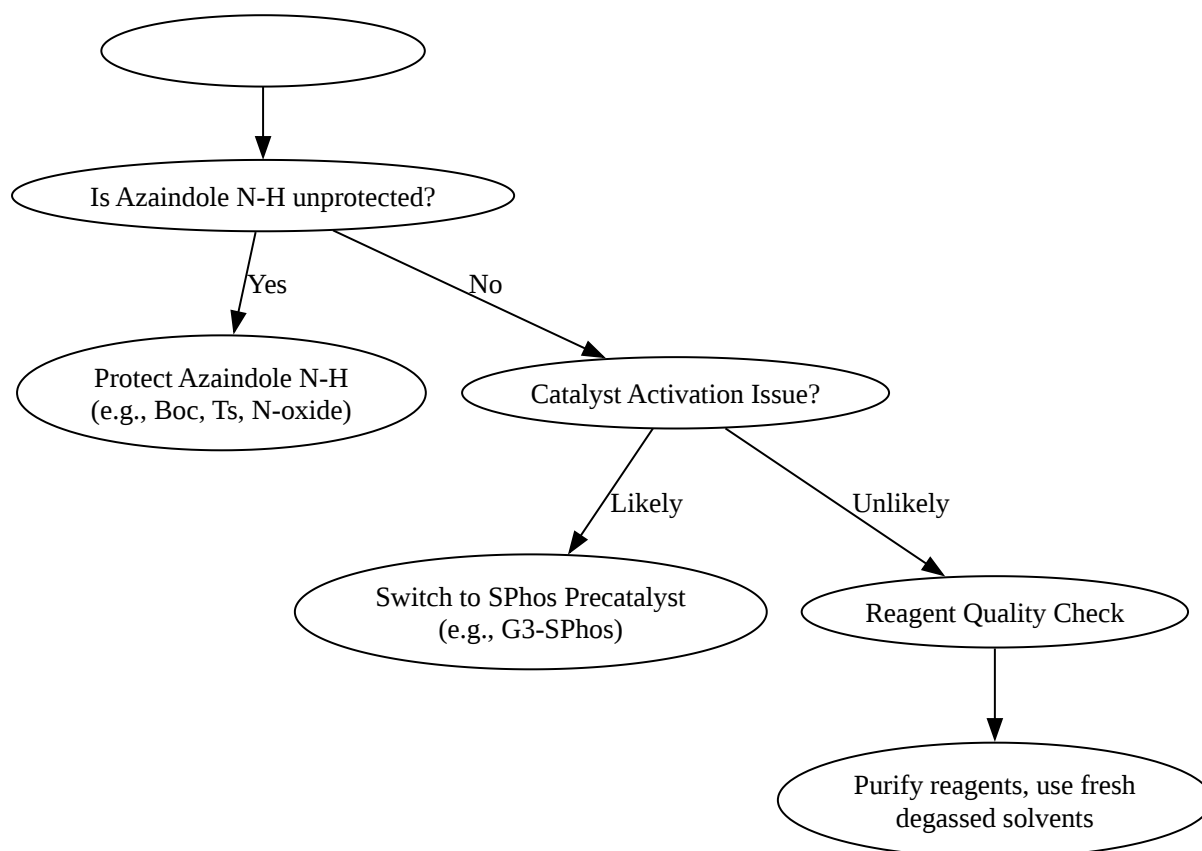 Is Azaindole N-H unprotected?
Yes
No
Protect Azaindole N-H
(e.g., Boc, Ts, N-oxide)
Catalyst Activation Issue?
Likely
Unlikely
Switch to SPhos Precatalyst
(e.g., G3-SPhos)
Reagent Quality Check
Purify reagents, use fresh
degassed solvents